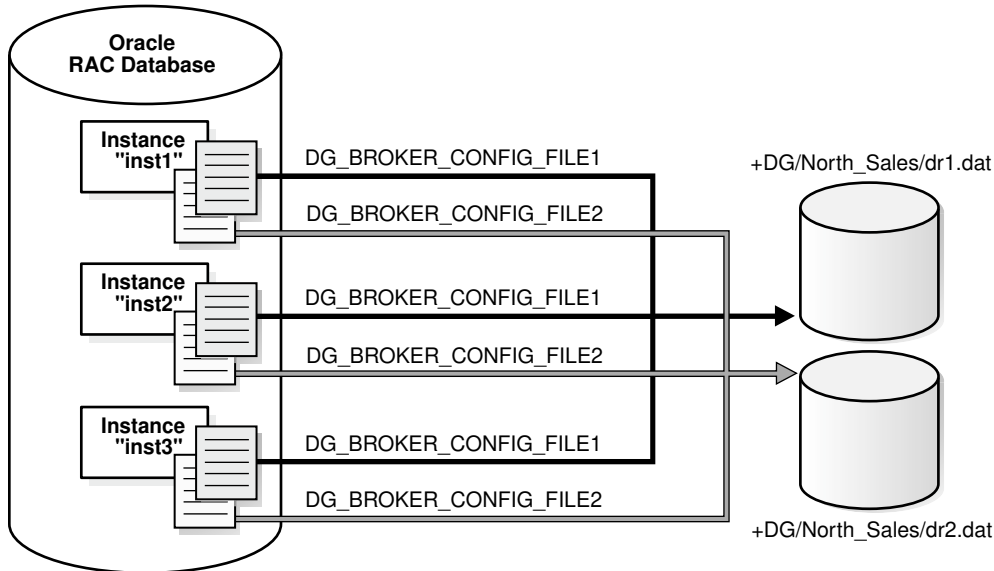 Oracle
RAC Database
Instance
"inst1"
DG_BROKER_CONFIG_FILE1
DG_BROKER_CONFIG_FILE2
Instance
"inst2"
DG_BROKER_CONFIG_FILE1
DG_BROKER_CONFIG_FILE2
Instance
"inst3"
DG_BROKER_CONFIG_FILE1
DG_BROKER_CONFIG_FILE2
+DG/North_Sales/dr1.dat
+DG/North_Sales/dr2.dat